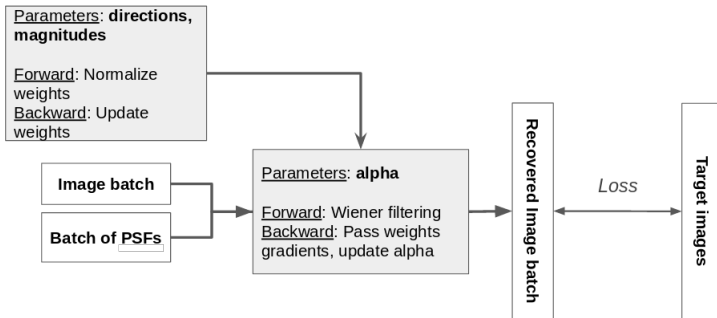 Parameters: directions,
magnitudes
Forward: Normalize
weights
Backward: Update
weights
Image batch
Batch of PSFs
Parameters: alpha
Forward: Wiener filtering
Backward: Pass weights
gradients, update alpha
Recovered Image batch
Loss
Target images